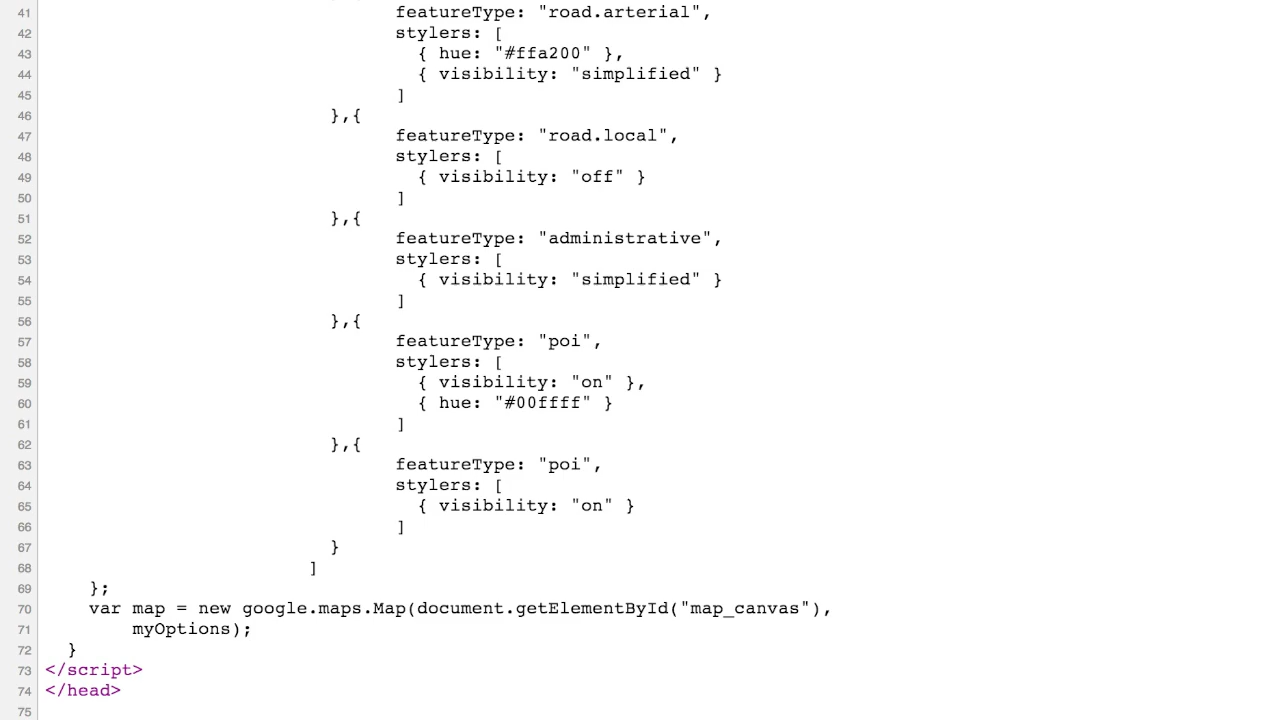 41 featureType: "road.arterial",
42 stylers: [
43 { hue: "#ffa200" },
44 { visibility: "simplified" }
45 ]
46 },{
47 featureType: "road.local",
48 stylers: [
49 { visibility: "off" }
50 ]
51 },{
52 featureType: "administrative",
53 stylers: [
54 { visibility: "simplified" }
55 ]
56 },{
57 featureType: "poi",
58 stylers: [
59 { visibility: "on" },
60 { hue: "#00ffff" }
61 ]
62 },{
63 featureType: "poi",
64 stylers: [
65 { visibility: "on" }
66 ]
67 }
68 ]
69 };
70 var map = new google.maps.Map(document.getElementById("map_canvas"),
71 myOptions);
72 }
73 </script>
74 </head>
75